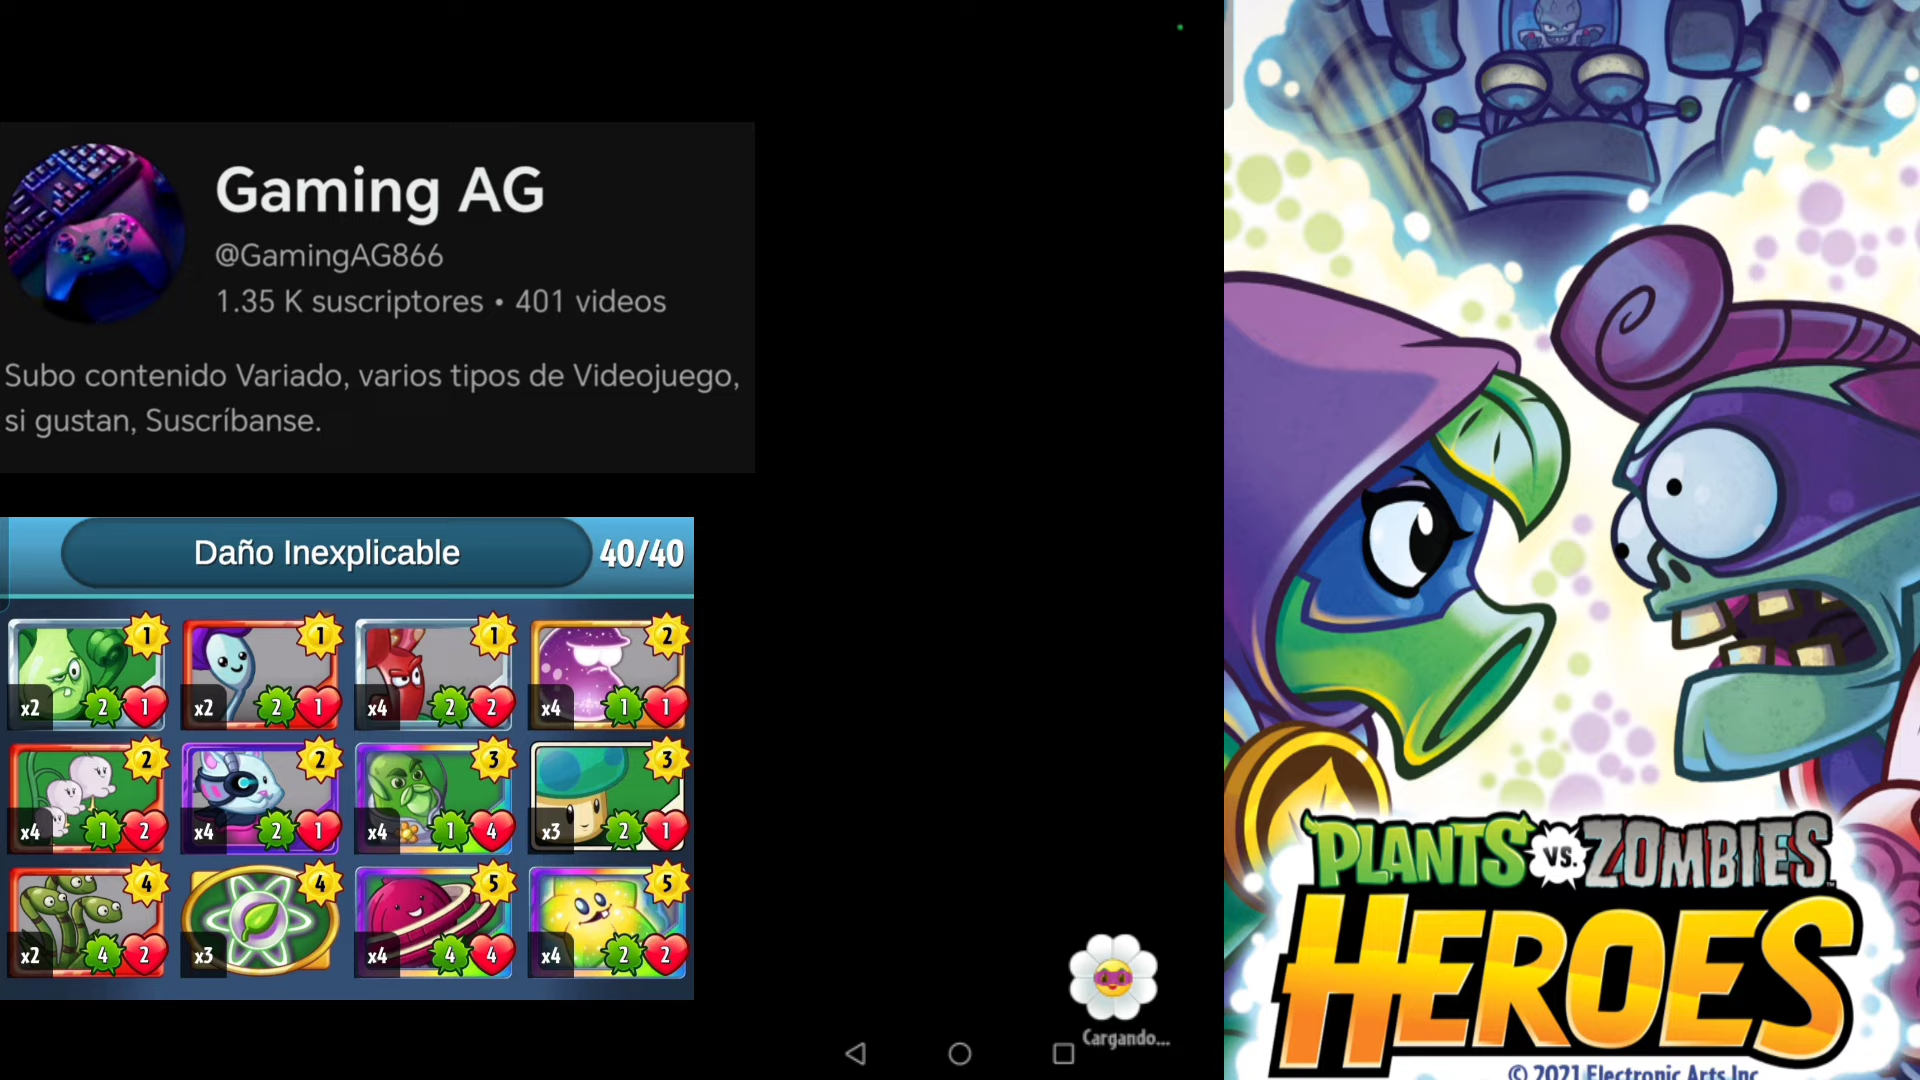 Gaming AG
@GamingAG866
1.35 K suscriptores • 401 videos
Subo contenido Variado, varios tipos de Videojuego,
si gustan, Suscríbanse.
Daño Inexplicable 40/40
1 1 1 2
x2 2 1 x2 2 1 x4 2 2 x4 1 1
2 2 3 3
x4 1 2 x4 2 1 x4 1 4 x3 2 1
4 4 5 5
x2 4 2 x3 x4 4 4 x4 2 2
Cargando...
PLANTS VS. ZOMBIES
HEROES
© 2021 Electronic Arts Inc